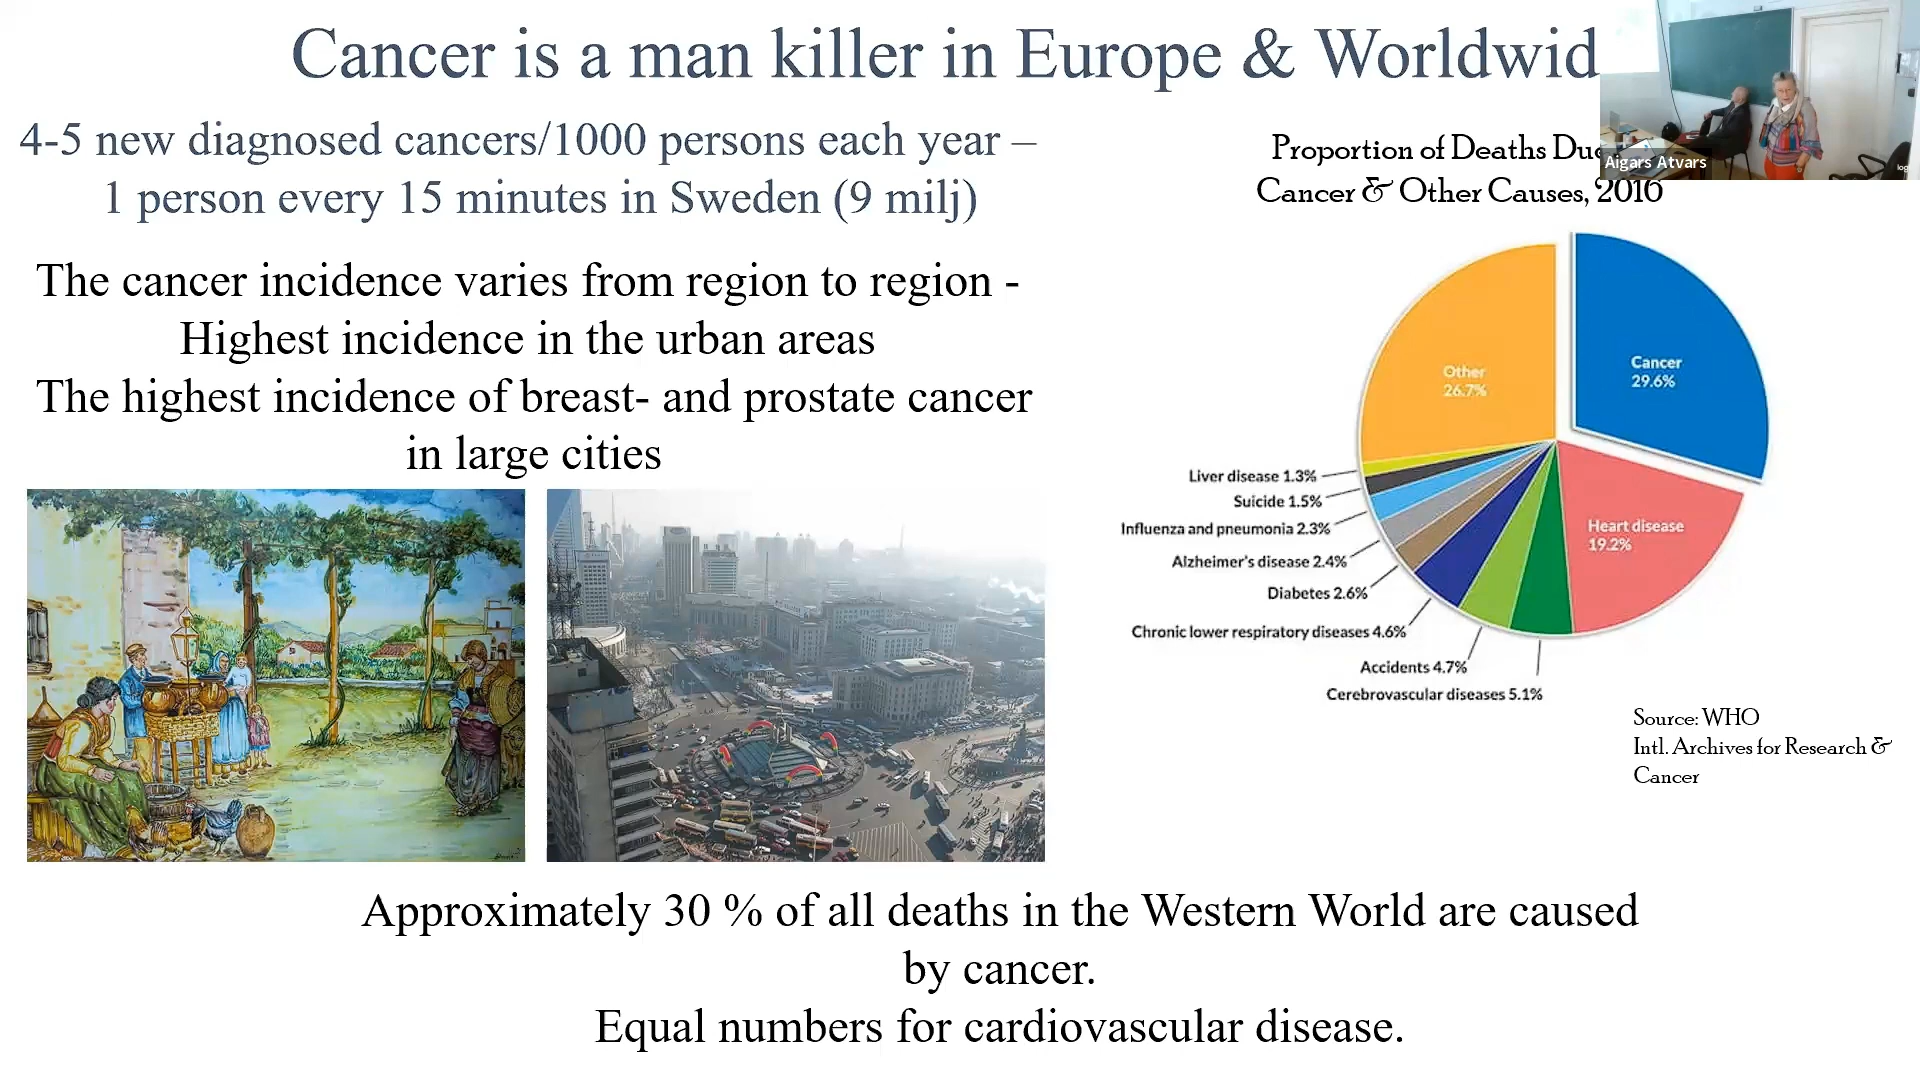 Cancer is a man killer in Europe & Worldwid
4-5 new diagnosed cancers/1000 persons each year –
1 person every 15 minutes in Sweden (9 milj)
The cancer incidence varies from region to region -
Highest incidence in the urban areas
The highest incidence of breast- and prostate cancer
in large cities
Proportion of Deaths Due
Cancer & Other Causes, 2016
Aigars Atvars
Cancer
29.6%
Other
26.7%
Heart disease
19.2%
Liver disease 1.3%
Suicide 1.5%
Influenza and pneumonia 2.3%
Alzheimer's disease 2.4%
Diabetes 2.6%
Chronic lower respiratory diseases 4.6%
Accidents 4.7%
Cerebrovascular diseases 5.1%
Source: WHO
Intl. Archives for Research &
Cancer
Approximately 30 % of all deaths in the Western World are caused
by cancer.
Equal numbers for cardiovascular disease.